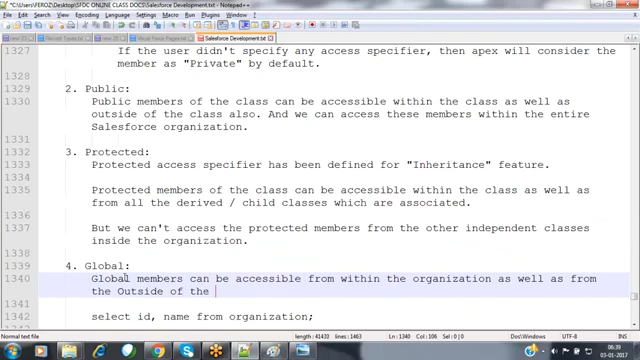 *C:\Users\FEROZ\Desktop\SFDC ONLINE CLASS DOCS\Salesforce Development.txt - Notepad++
File Edit Search View Encoding Language Settings Macro Run Plugins Window ?
Salesforce Development.txt
1327 If the user didn't specify any access specifier, then apex will consider the
member as "Private" by default.
1328
1329 2. Public:
1330 Public members of the class can be accessible within the class as well as
outside of the class also. And we can access these members within the entire
Salesforce organization.
1331
1332 3. Protected:
1333 Protected access specifier has been defined for "Inheritance" feature.
1334
1335 Protected members of the class can be accessible within the class as well as
from all the derived / child classes which are associated.
1336
1337 But we can't access the protected members from the other independent classes
inside the organization.
1338
1339 4. Global:
1340 Global members can be accessible from within the organization as well as from
the Outside of the
1341
1342 select id, name from organization;
Normal text file length : 41432 lines : 1463 Ln : 1340 Col : 106 Dos\Windows UTF-8 INS
06:39
03-01-2017